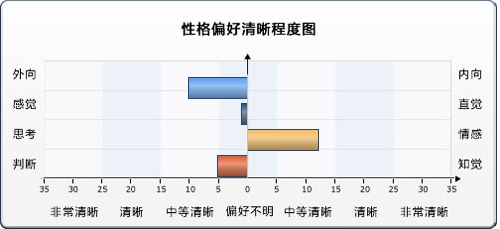 性格偏好清晰程度图
外向 内向
感觉 直觉
思考 情感
判断 知觉
35 30 25 20 15 10 5 0 5 10 15 20 25 30 35
非常清晰 清晰 中等清晰 偏好不明 中等清晰 清晰 非常清晰